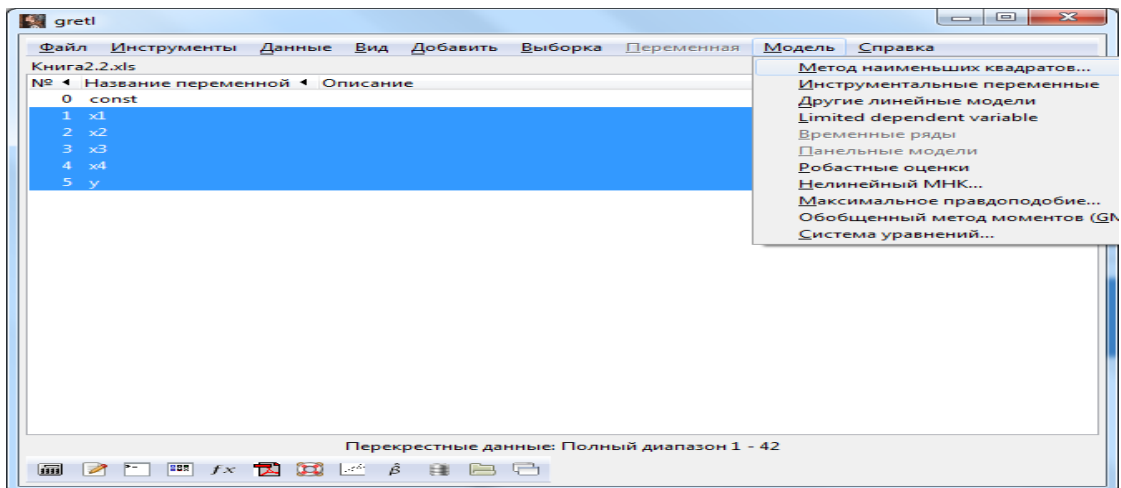 gretl
Файл Инструменты Данные Вид Добавить Выборка Переменная Модель Справка
Книга2.2.xls
№ Название переменной Описание
0 const
1 x1
2 x2
3 x3
4 x4
5 y
Метод наименьших квадратов...
Инструментальные переменные
Другие линейные модели
Limited dependent variable
Временные ряды
Панельные модели
Робастные оценки
Нелинейный МНК...
Максимальное правдоподобие...
Обобщенный метод моментов (GM
Система уравнений...
Перекрестные данные: Полный диапазон 1 - 42
fx β̂